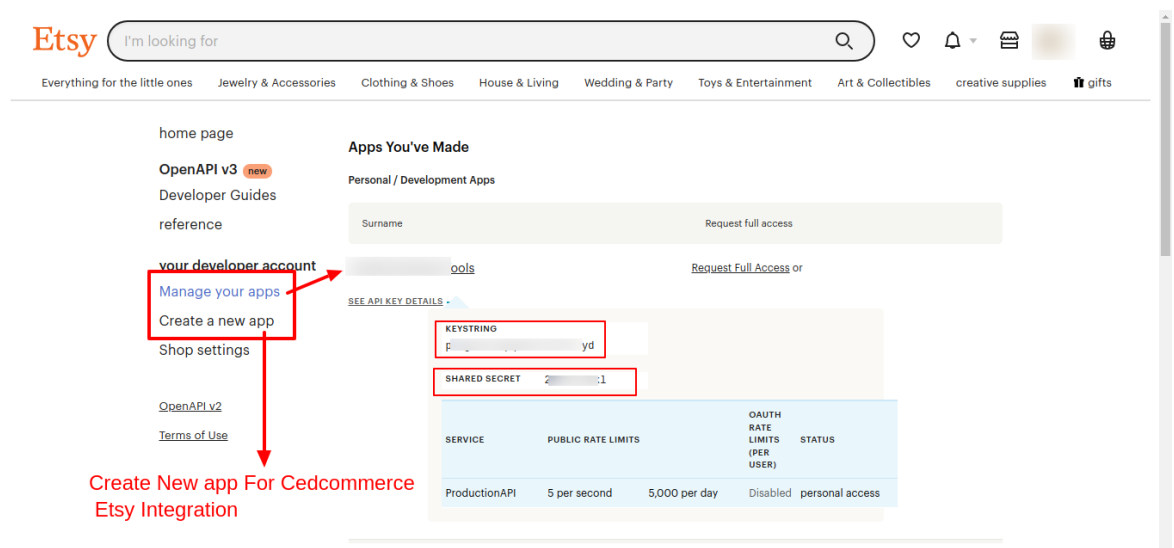 Etsy
I'm looking for
Everything for the little ones Jewelry & Accessories Clothing & Shoes House & Living Wedding & Party Toys & Entertainment Art & Collectibles creative supplies gifts
home page
OpenAPI v3 new
Developer Guides
reference
your developer account
Manage your apps
Create a new app
Shop settings
OpenAPI v2
Terms of Use
Create New app For Cedcommerce
Etsy Integration
Apps You've Made
Personal / Development Apps
Surname Request full access
ools Request Full Access or
SEE API KEY DETAILS
KEYSTRING
p yd
SHARED SECRET 2 :1
SERVICE PUBLIC RATE LIMITS OAUTH RATE LIMITS (PER USER) STATUS
ProductionAPI 5 per second 5,000 per day Disabled personal access